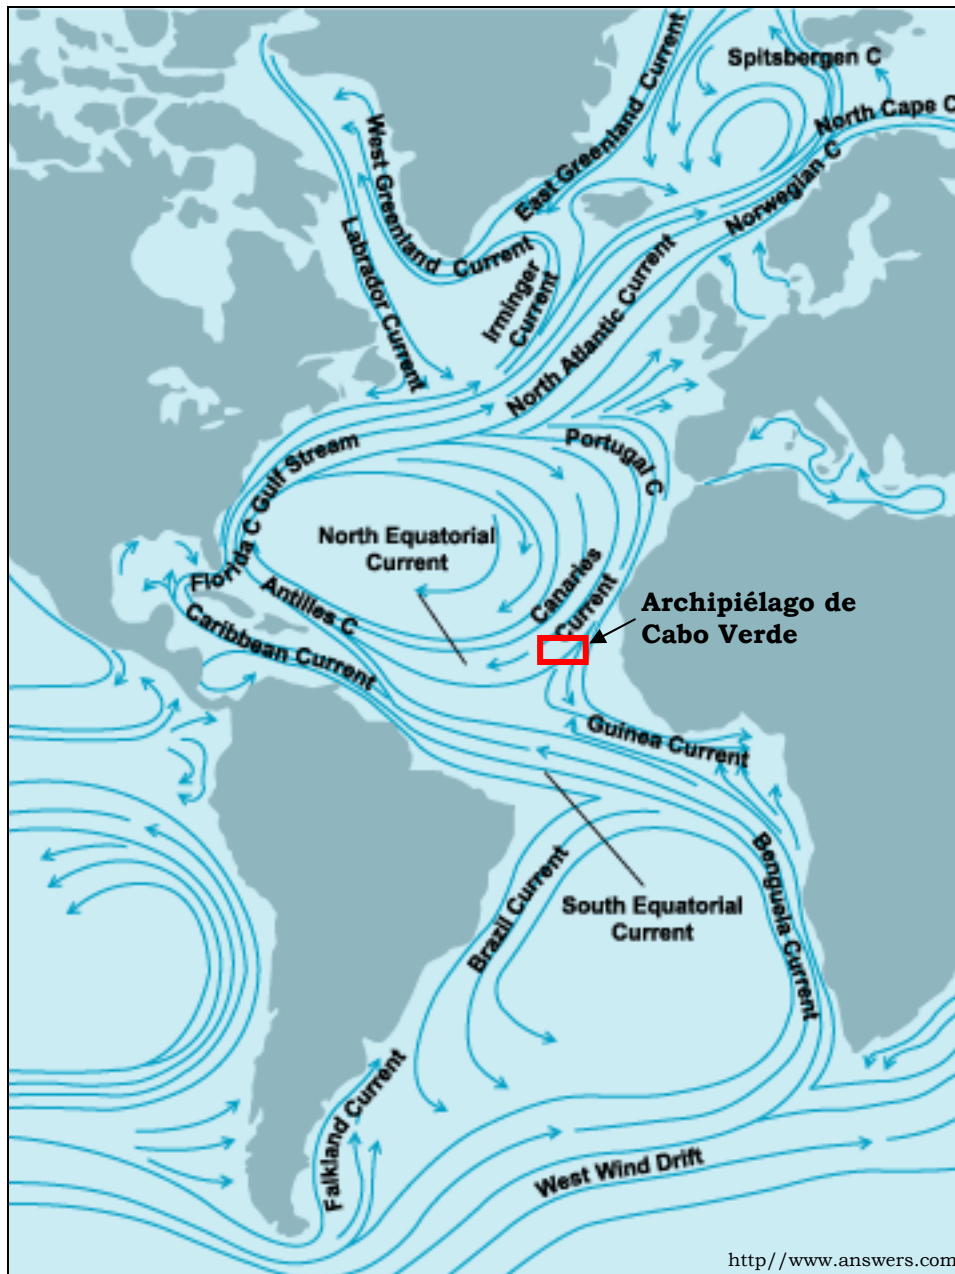 Spitsbergen C
North Cape C
West Greenland Current
East Greenland Current
Norwegian C
Labrador Current
Irminger
Current
North Atlantic Current
Portugal C
Gulf Stream
Florida C
North Equatorial
Current
Canaries
Current
Antilles C
Archipiélago de
Cabo Verde
Caribbean Current
Guinea Current
Benguela Current
Brazil Current
South Equatorial
Current
Falkland Current
West Wind Drift
http//www.answers.com